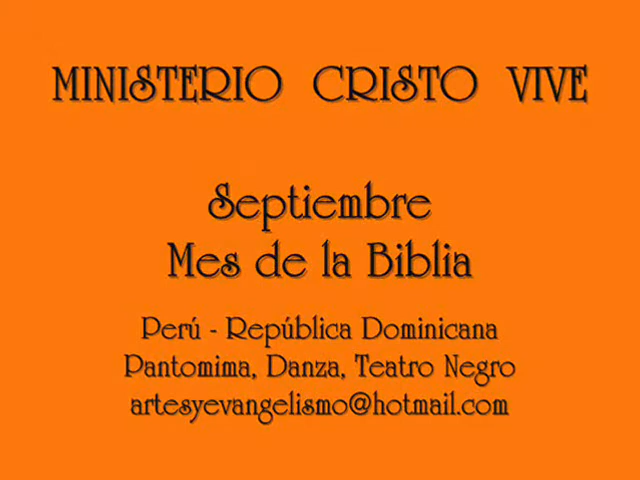 MINISTERIO CRISTO VIVE
Septiembre
Mes de la Biblia
Perú - República Dominicana
Pantomima, Danza, Teatro Negro
artesyevangelismo@hotmail.com